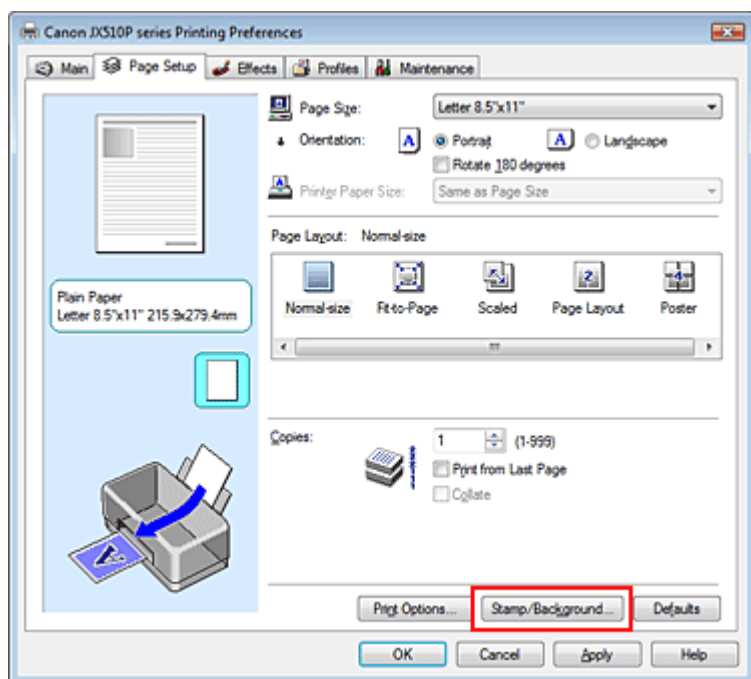 Canon JX510P series Printing Preferences
Main Page Setup Effects Profiles Maintenance
Page Size: Letter 8.5"x11"
Orientation: A Portrait A Landscape
Rotate 180 degrees
Printer Paper Size: Same as Page Size
Page Layout: Normal-size
Normal-size Fit-to-Page Scaled Page Layout Poster
Plain Paper
Letter 8.5"x11" 215.9x279.4mm
Copies: 1 (1-999)
Print from Last Page
Collate
Print Options... Stamp/Background... Defaults
OK Cancel Apply Help